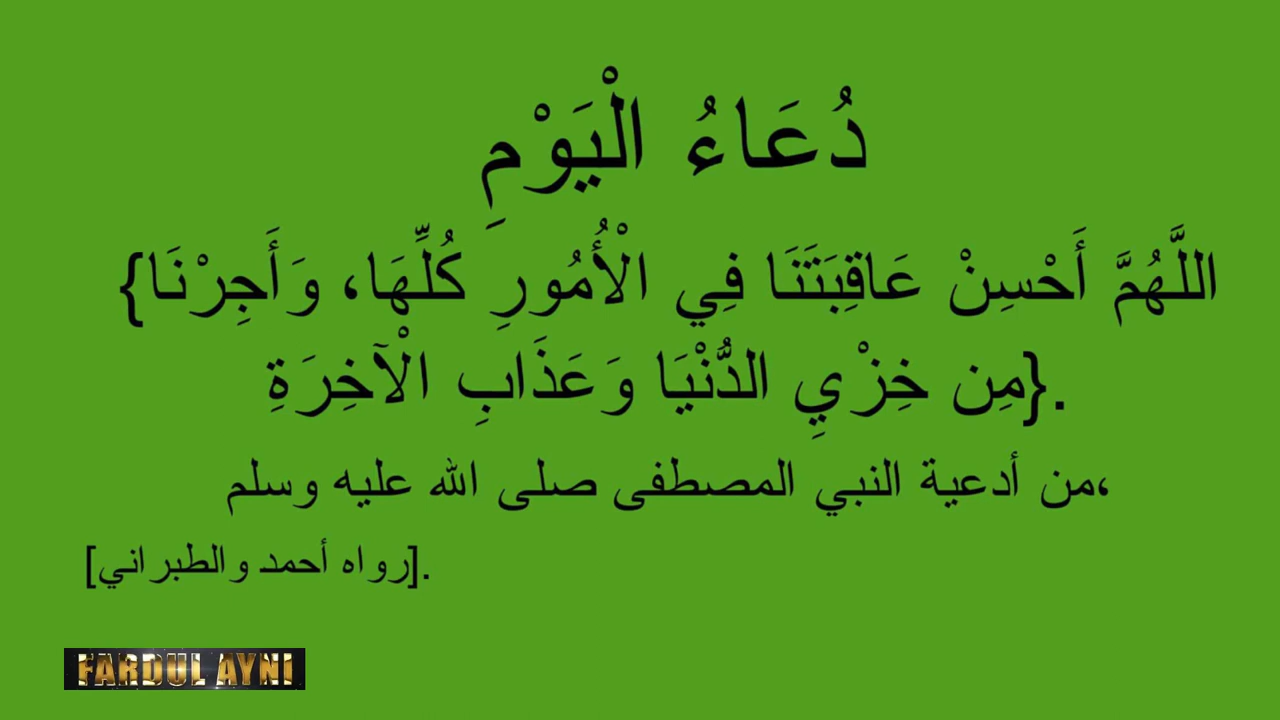 دُعَاءُ الْيَوْمِ
اللَّهُمَّ أَحْسِنْ عَاقِبَتَنَا فِي الْأُمُورِ كُلِّهَا، وَأَجِرْنَا}
مِن خِزْيِ الدُّنْيَا وَعَذَابِ الْآخِرَةِ}.
من أدعية النبي المصطفى صلى الله عليه وسلم،
[رواه أحمد والطبراني].
FARDUL AYNI